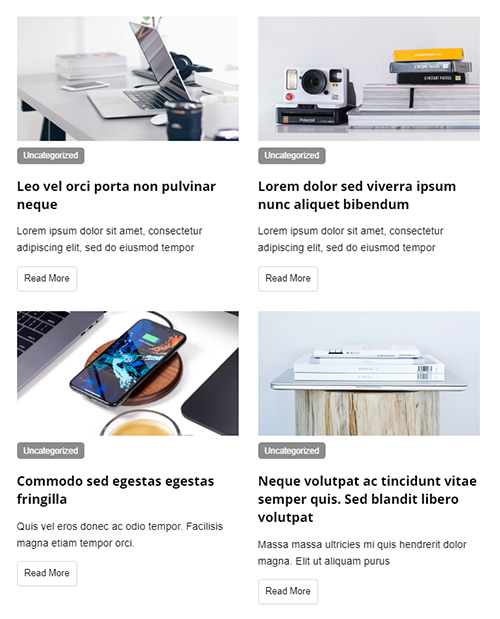 Polaroid
Uncategorized
Leo vel orci porta non pulvinar
neque
Lorem ipsum dolor sit amet, consectetur
adipiscing elit, sed do eiusmod tempor
Read More
Uncategorized
Lorem dolor sed viverra ipsum
nunc aliquet bibendum
Lorem ipsum dolor sit amet, consectetur
adipiscing elit, sed do eiusmod tempor
Read More
Uncategorized
Commodo sed egestas egestas
fringilla
Quis vel eros donec ac odio tempor. Facilisis
magna etiam tempor orci.
Read More
Uncategorized
Neque volutpat ac tincidunt vitae
semper quis. Sed blandit libero
volutpat
Massa massa ultricies mi quis hendrerit dolor
magna. Elit ut aliquam purus
Read More